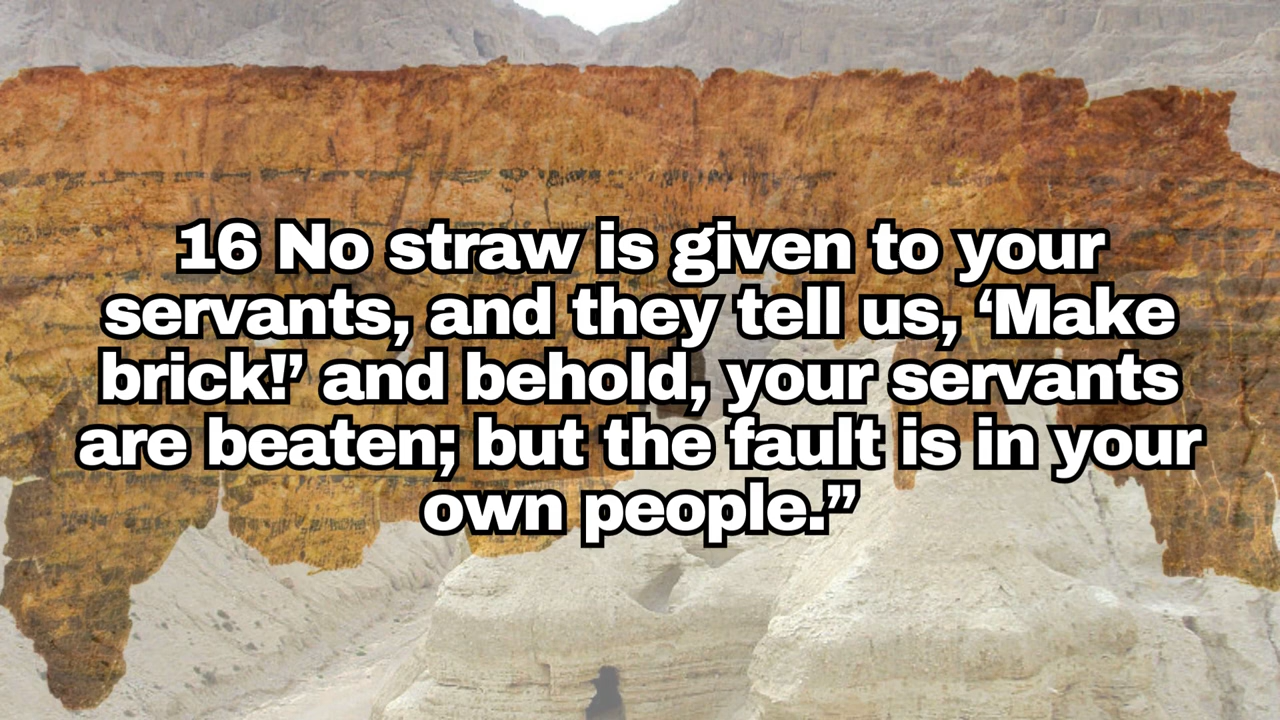 16 No straw is given to your
servants, and they tell us, ‘Make
brick!’ and behold, your servants
are beaten; but the fault is in your
own people.”